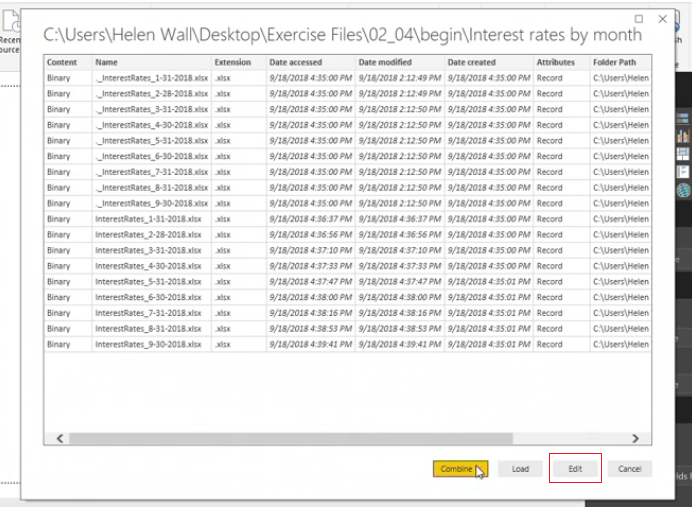 C:\Users\Helen Wall\Desktop\Exercise Files\02_04\begin\Interest rates by month
Content Name Extension Date accessed Date modified Date created Attributes Folder Path
Binary ._InterestRates_1-31-2018.xlsx .xlsx 9/18/2018 4:35:00 PM 9/18/2018 2:12:49 PM 9/18/2018 4:35:00 PM Record C:\Users\Helen
Binary ._InterestRates_2-28-2018.xlsx .xlsx 9/18/2018 4:35:00 PM 9/18/2018 2:12:49 PM 9/18/2018 4:35:00 PM Record C:\Users\Helen
Binary ._InterestRates_3-31-2018.xlsx .xlsx 9/18/2018 4:35:00 PM 9/18/2018 2:12:50 PM 9/18/2018 4:35:00 PM Record C:\Users\Helen
Binary ._InterestRates_4-30-2018.xlsx .xlsx 9/18/2018 4:35:00 PM 9/18/2018 2:12:50 PM 9/18/2018 4:35:00 PM Record C:\Users\Helen
Binary ._InterestRates_5-31-2018.xlsx .xlsx 9/18/2018 4:35:00 PM 9/18/2018 2:12:50 PM 9/18/2018 4:35:00 PM Record C:\Users\Helen
Binary ._InterestRates_6-30-2018.xlsx .xlsx 9/18/2018 4:35:00 PM 9/18/2018 2:12:50 PM 9/18/2018 4:35:00 PM Record C:\Users\Helen
Binary ._InterestRates_7-31-2018.xlsx .xlsx 9/18/2018 4:35:00 PM 9/18/2018 2:12:50 PM 9/18/2018 4:35:00 PM Record C:\Users\Helen
Binary ._InterestRates_8-31-2018.xlsx .xlsx 9/18/2018 4:35:00 PM 9/18/2018 2:12:50 PM 9/18/2018 4:35:00 PM Record C:\Users\Helen
Binary ._InterestRates_9-30-2018.xlsx .xlsx 9/18/2018 4:35:00 PM 9/18/2018 2:12:50 PM 9/18/2018 4:35:00 PM Record C:\Users\Helen
Binary InterestRates_1-31-2018.xlsx .xlsx 9/18/2018 4:36:37 PM 9/18/2018 4:36:37 PM 9/18/2018 4:35:00 PM Record C:\Users\Helen
Binary InterestRates_2-28-2018.xlsx .xlsx 9/18/2018 4:36:56 PM 9/18/2018 4:36:56 PM 9/18/2018 4:35:00 PM Record C:\Users\Helen
Binary InterestRates_3-31-2018.xlsx .xlsx 9/18/2018 4:37:10 PM 9/18/2018 4:37:10 PM 9/18/2018 4:35:00 PM Record C:\Users\Helen
Binary InterestRates_4-30-2018.xlsx .xlsx 9/18/2018 4:37:33 PM 9/18/2018 4:37:33 PM 9/18/2018 4:35:00 PM Record C:\Users\Helen
Binary InterestRates_5-31-2018.xlsx .xlsx 9/18/2018 4:37:47 PM 9/18/2018 4:37:47 PM 9/18/2018 4:35:01 PM Record C:\Users\Helen
Binary InterestRates_6-30-2018.xlsx .xlsx 9/18/2018 4:38:00 PM 9/18/2018 4:38:00 PM 9/18/2018 4:35:01 PM Record C:\Users\Helen
Binary InterestRates_7-31-2018.xlsx .xlsx 9/18/2018 4:38:16 PM 9/18/2018 4:38:16 PM 9/18/2018 4:35:01 PM Record C:\Users\Helen
Binary InterestRates_8-31-2018.xlsx .xlsx 9/18/2018 4:38:53 PM 9/18/2018 4:38:53 PM 9/18/2018 4:35:01 PM Record C:\Users\Helen
Binary InterestRates_9-30-2018.xlsx .xlsx 9/18/2018 4:39:41 PM 9/18/2018 4:39:41 PM 9/18/2018 4:35:01 PM Record C:\Users\Helen
Combine Load Edit Cancel